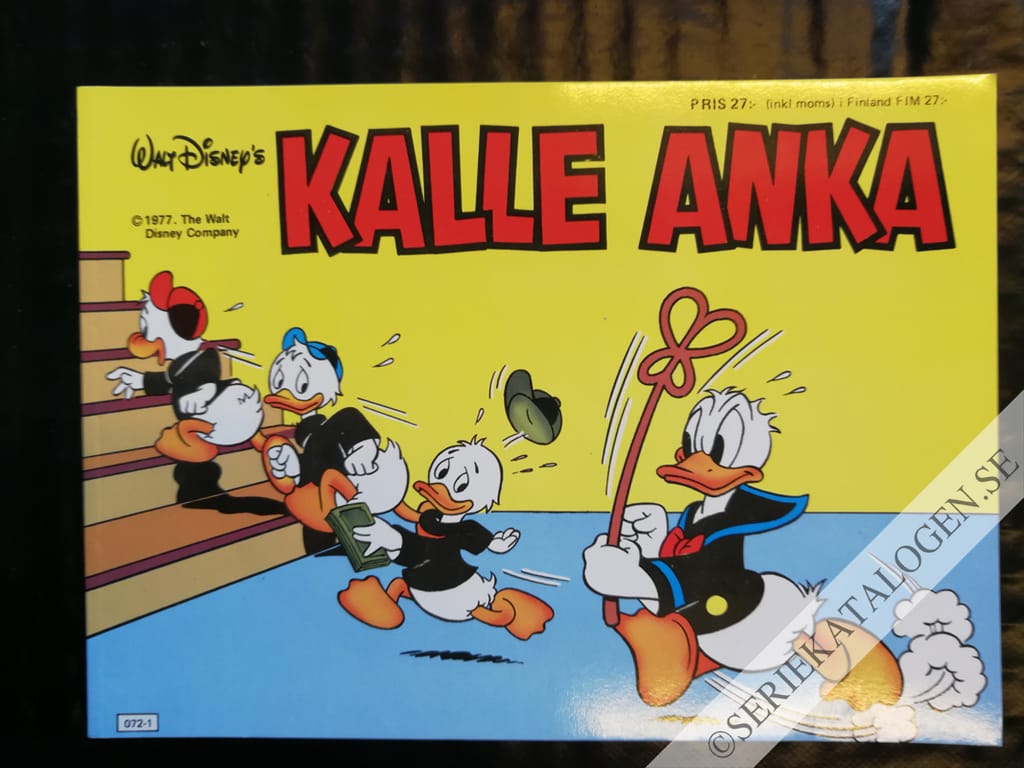 PRIS 27:- (inkl moms) i Finland FIM 27:-
WALT DISNEY'S
KALLE ANKA
© 1977. The Walt
Disney Company
072-1
© SERIEKATALOGEN.SE